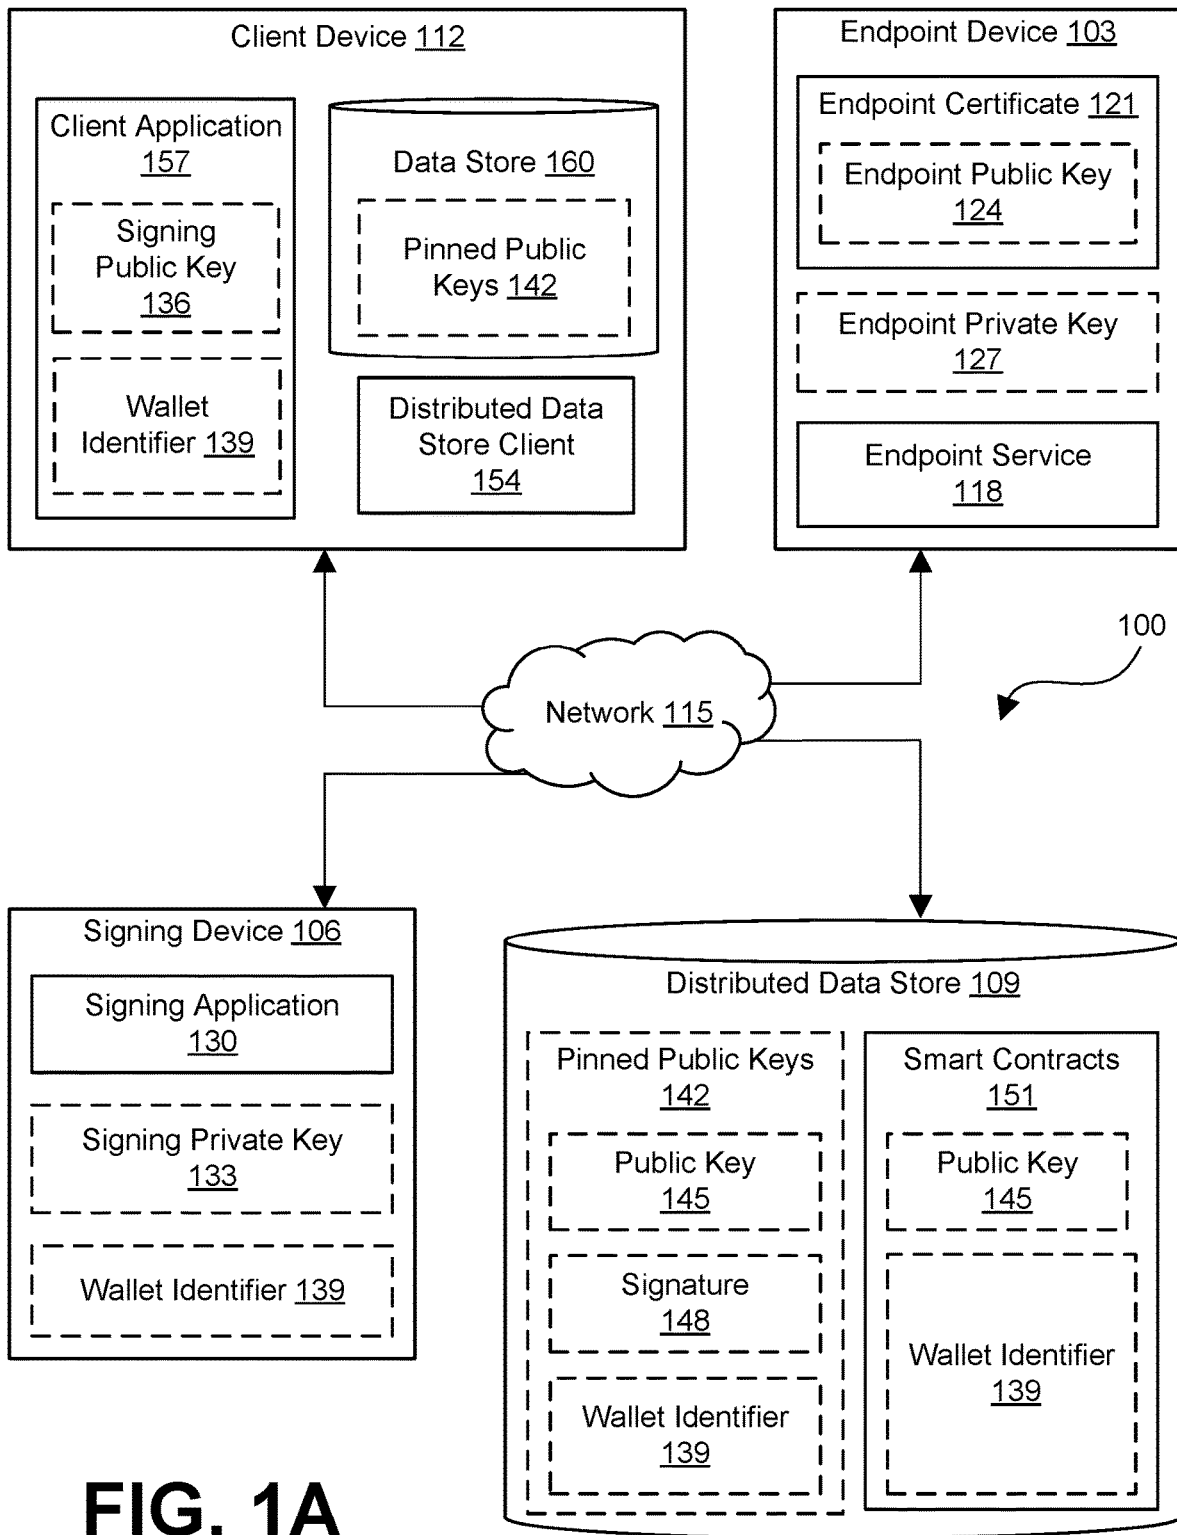 Client Device 112
Client Application
157
Signing
Public Key
136
Wallet
Identifier 139
Data Store 160
Pinned Public
Keys 142
Distributed Data
Store Client
154
Endpoint Device 103
Endpoint Certificate 121
Endpoint Public Key
124
Endpoint Private Key
127
Endpoint Service
118
100
Network 115
Signing Device 106
Signing Application
130
Signing Private Key
133
Wallet Identifier 139
Distributed Data Store 109
Pinned Public Keys
142
Public Key
145
Signature
148
Wallet Identifier
139
Smart Contracts
151
Public Key
145
Wallet Identifier
139
FIG. 1A